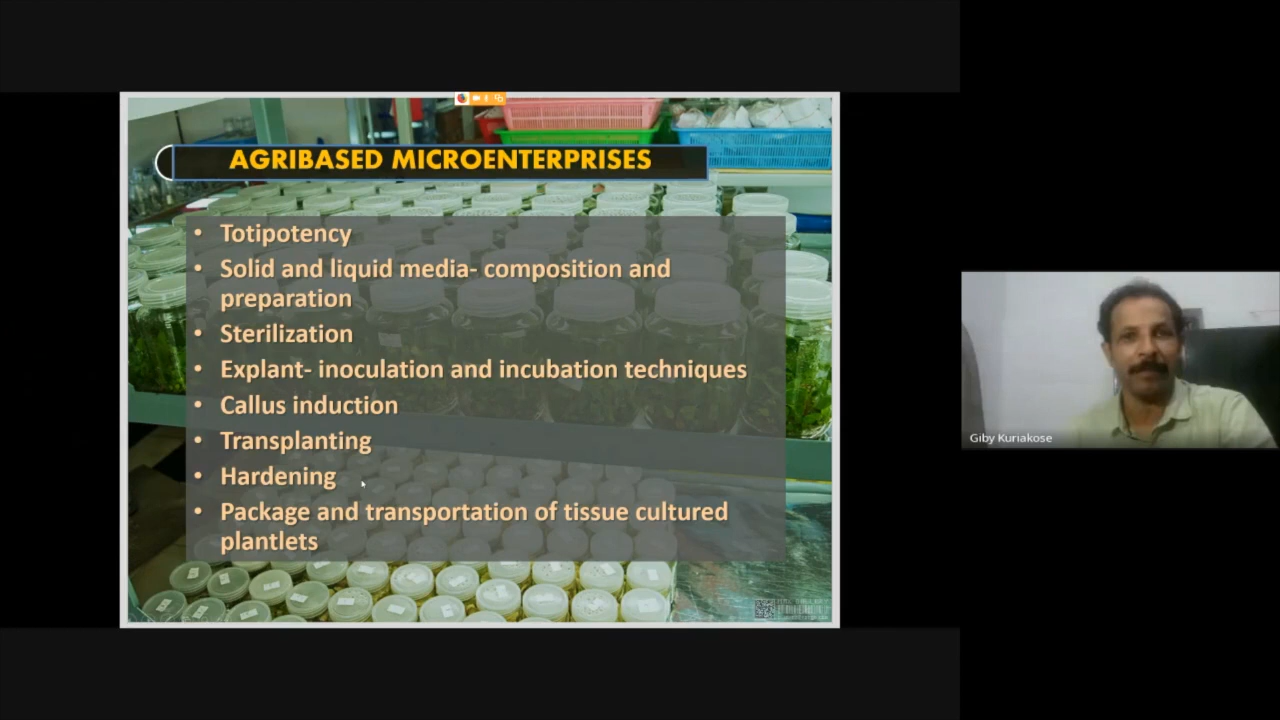 AGRIBASED MICROENTERPRISES
• Totipotency
• Solid and liquid media- composition and
preparation
• Sterilization
• Explant- inoculation and incubation techniques
• Callus induction
• Transplanting
• Hardening
• Package and transportation of tissue cultured
plantlets
Giby Kuriakose